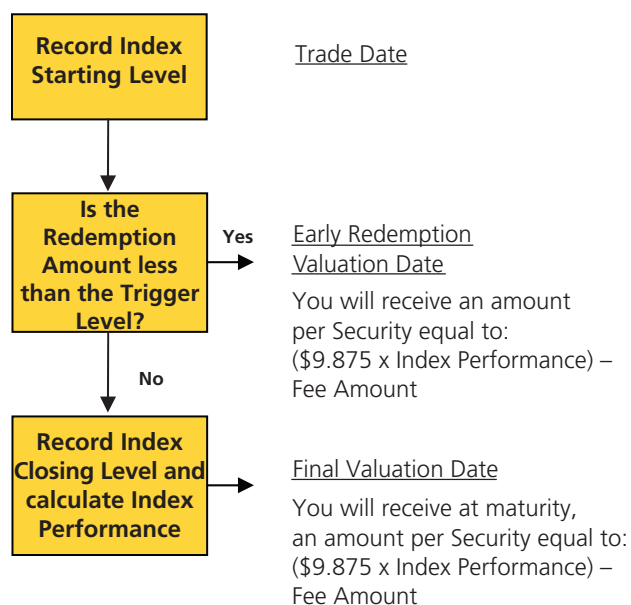 Record Index
Starting Level
Trade Date
Is the
Redemption
Amount less
than the Trigger
Level?
Yes
Early Redemption
Valuation Date
You will receive an amount
per Security equal to:
($9.875 x Index Performance) –
Fee Amount
No
Record Index
Closing Level and
calculate Index
Performance
Final Valuation Date
You will receive at maturity,
an amount per Security equal to:
($9.875 x Index Performance) –
Fee Amount